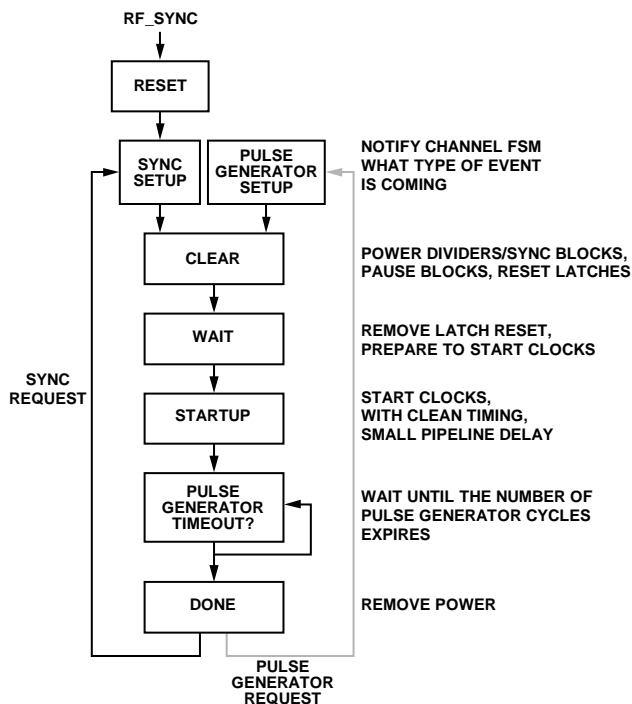 RF_SYNC
RESET
SYNC
SETUP
PULSE
GENERATOR
SETUP
NOTIFY CHANNEL FSM
WHAT TYPE OF EVENT
IS COMING
CLEAR
POWER DIVIDERS/SYNC BLOCKS,
PAUSE BLOCKS, RESET LATCHES
WAIT
REMOVE LATCH RESET,
PREPARE TO START CLOCKS
SYNC
REQUEST
STARTUP
START CLOCKS,
WITH CLEAN TIMING,
SMALL PIPELINE DELAY
PULSE
GENERATOR
TIMEOUT?
WAIT UNTIL THE NUMBER OF
PULSE GENERATOR CYCLES
EXPIRES
DONE
REMOVE POWER
PULSE
GENERATOR
REQUEST